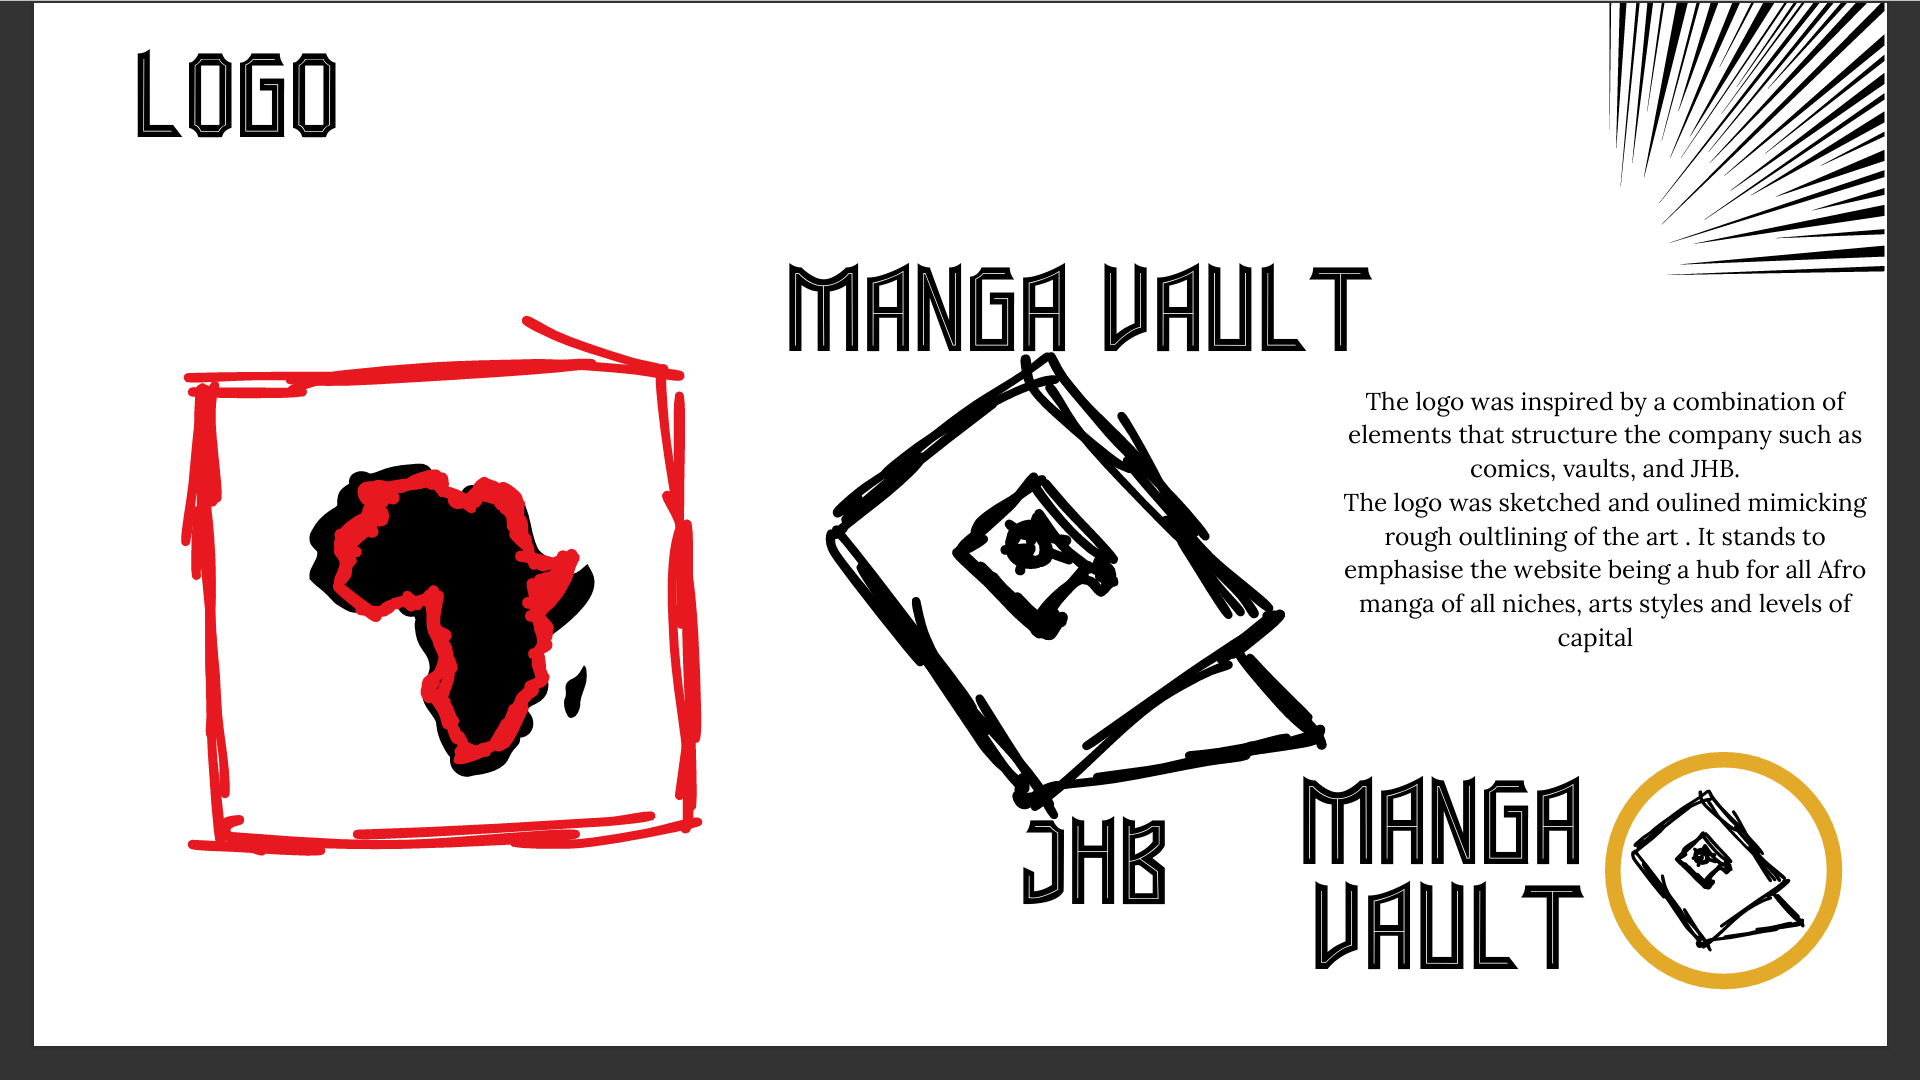 LOGO
MANGA VAULT
The logo was inspired by a combination of
elements that structure the company such as
comics, vaults, and JHB.
The logo was sketched and oulined mimicking
rough oultlining of the art . It stands to
emphasise the website being a hub for all Afro
manga of all niches, arts styles and levels of
capital
JHB
MANGA
VAULT